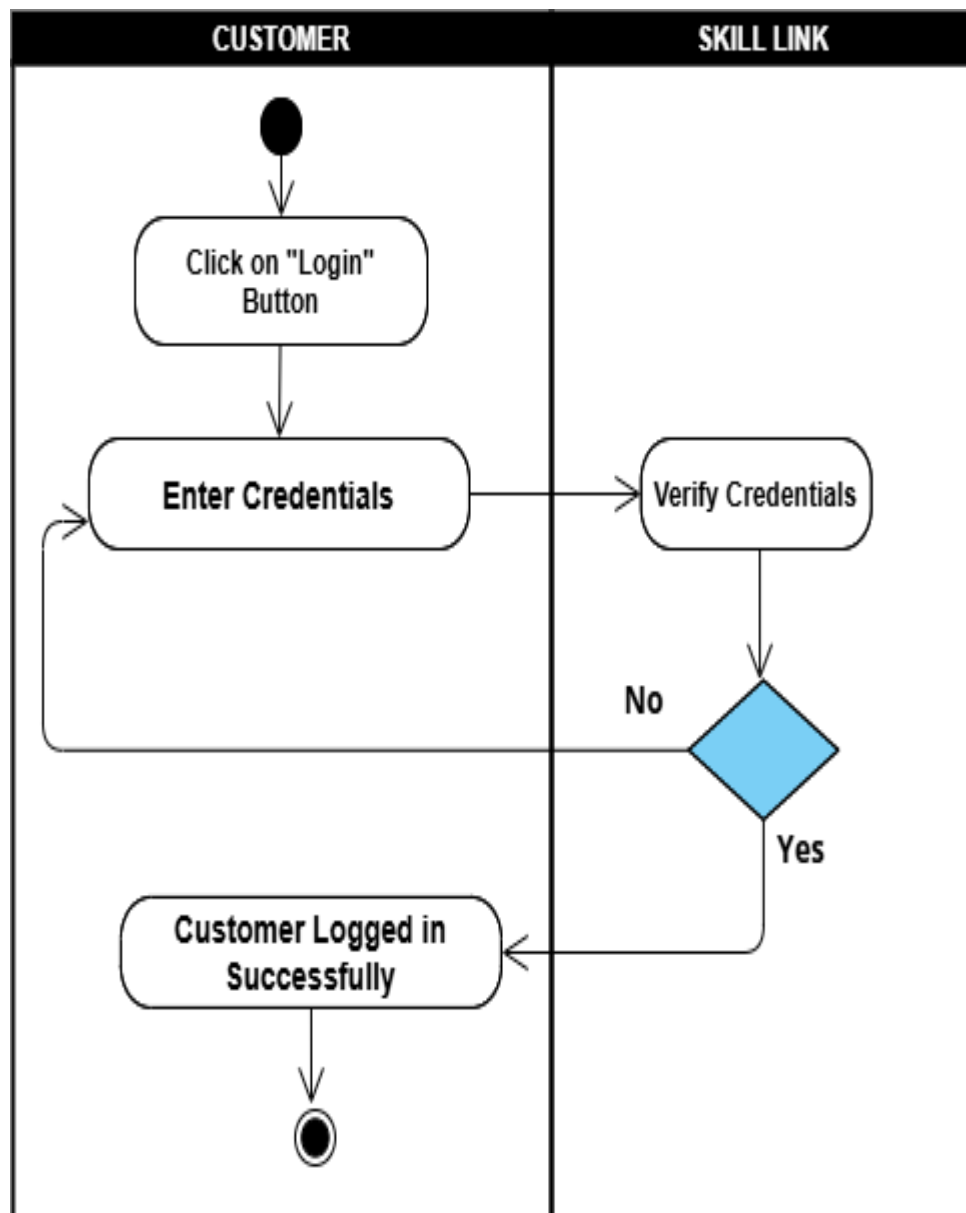 CUSTOMER
SKILL LINK
Click on "Login"
Button
Enter Credentials
Verify Credentials
No
Yes
Customer Logged in
Successfully